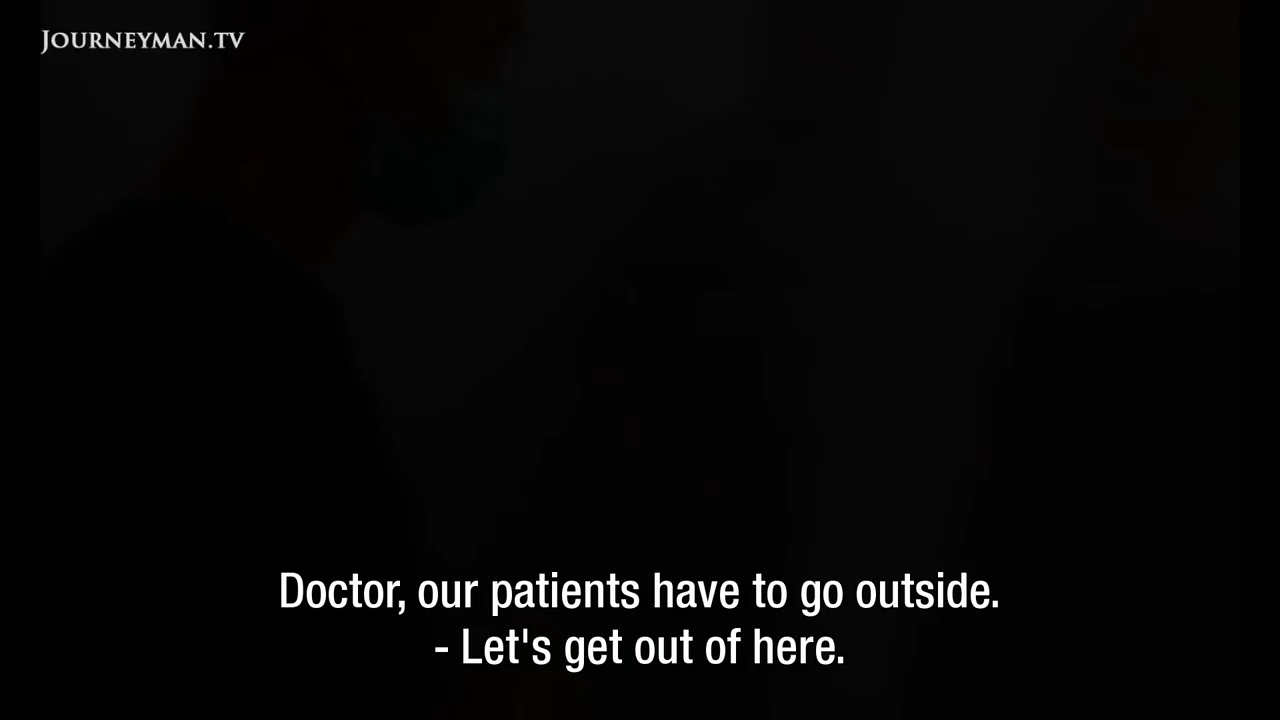 JOURNEYMAN.TV
Doctor, our patients have to go outside.
- Let's get out of here.